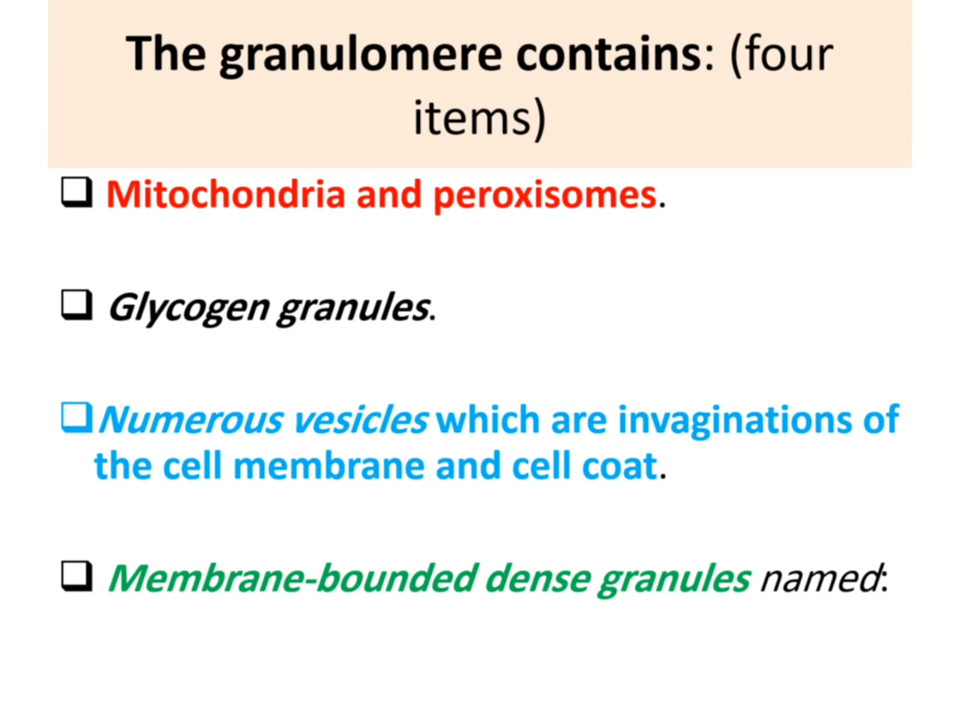 The granulomere contains: (four
items)
Mitochondria and peroxisomes.
Glycogen granules.
Numerous vesicles which are invaginations of
the cell membrane and cell coat.
Membrane-bounded dense granules named: